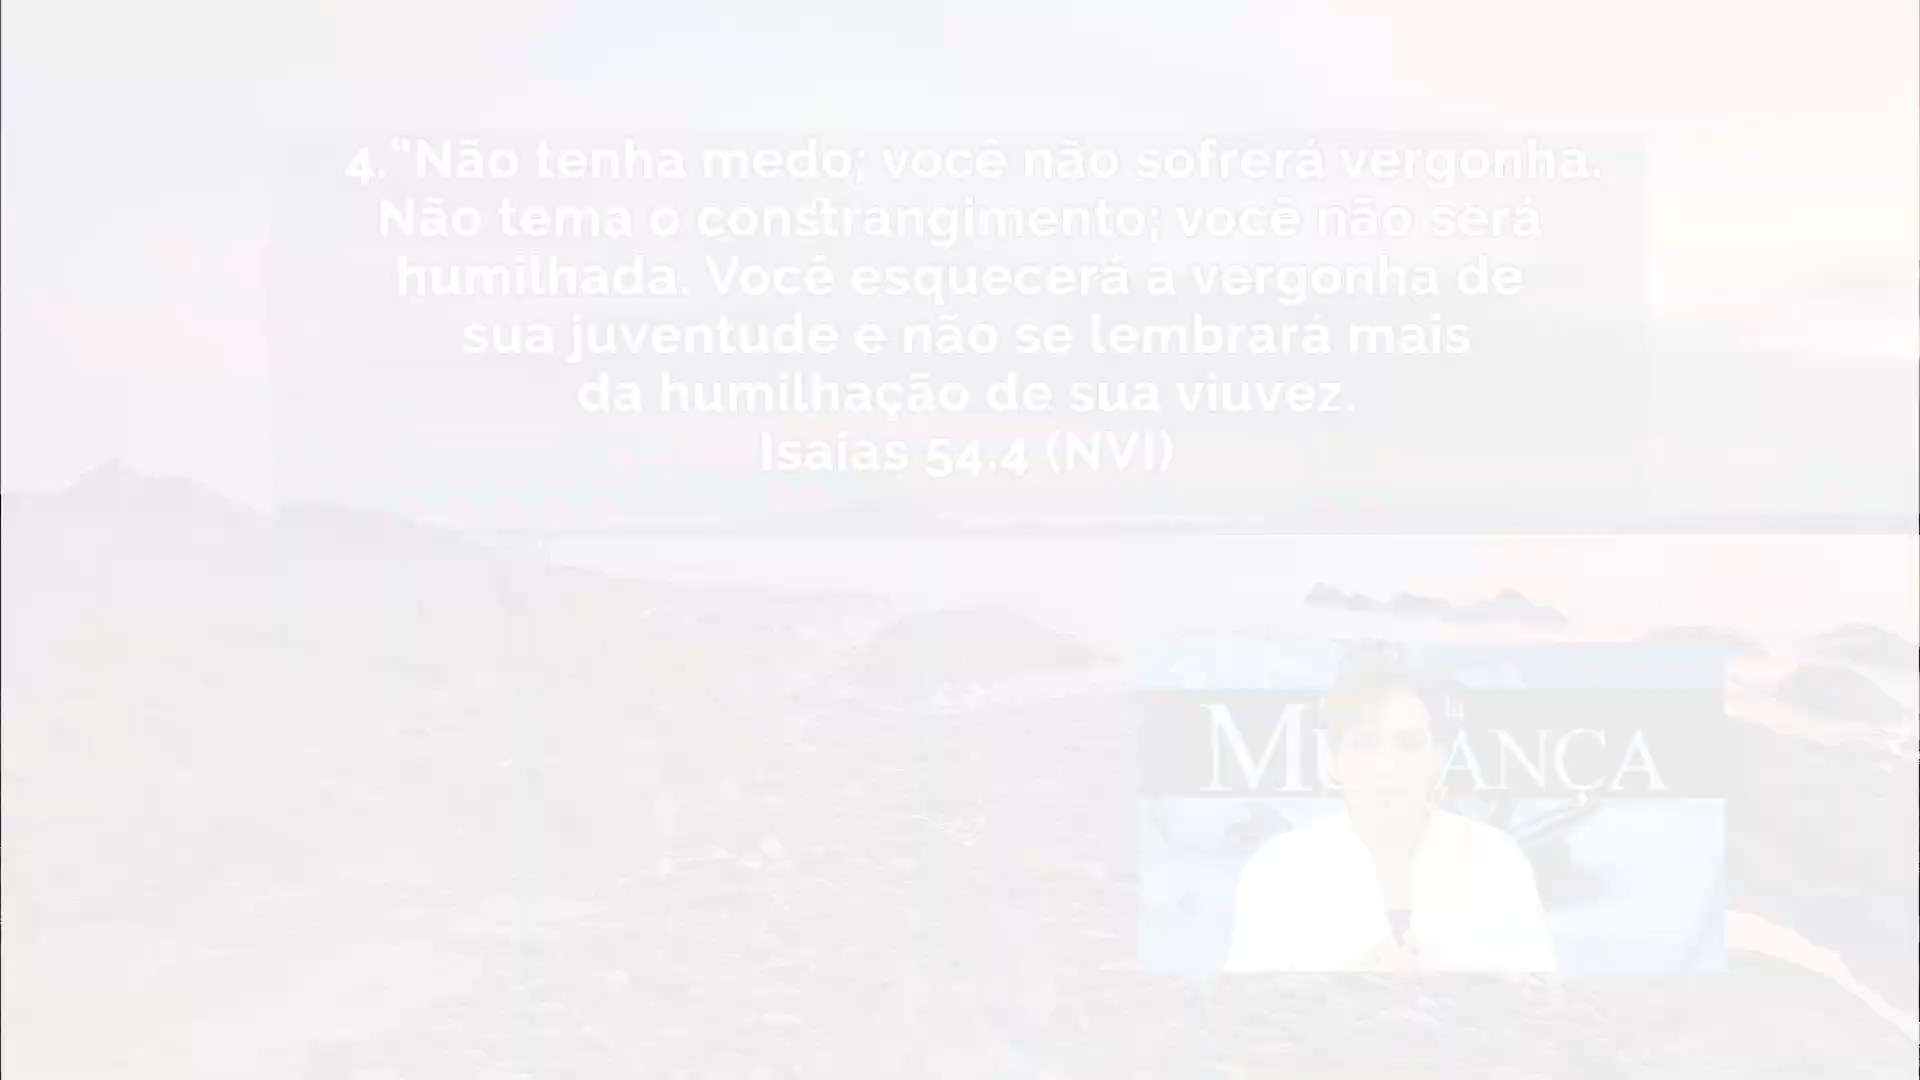 4."Não tenha medo; você não sofrerá vergonha.
Não tema o constrangimento; você não será
humilhada. Você esquecerá a vergonha de
sua juventude e não se lembrará mais
da humilhação de sua viuvez.
Isaías 54.4 (NVI)